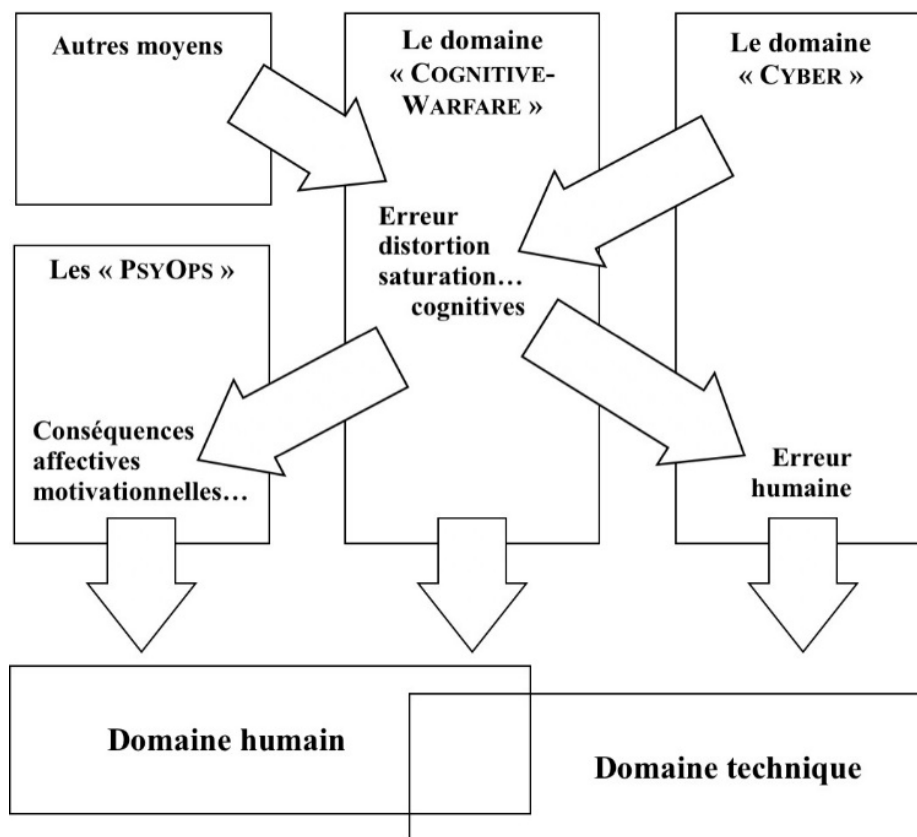 Autres moyens
Le domaine
« COGNITIVE-
WARFARE »
Le domaine
« CYBER »
Erreur
distortion
saturation…
cognitives
Les « PSYOPS »
Conséquences
affectives
motivationnelles…
Erreur
humaine
Domaine humain
Domaine technique